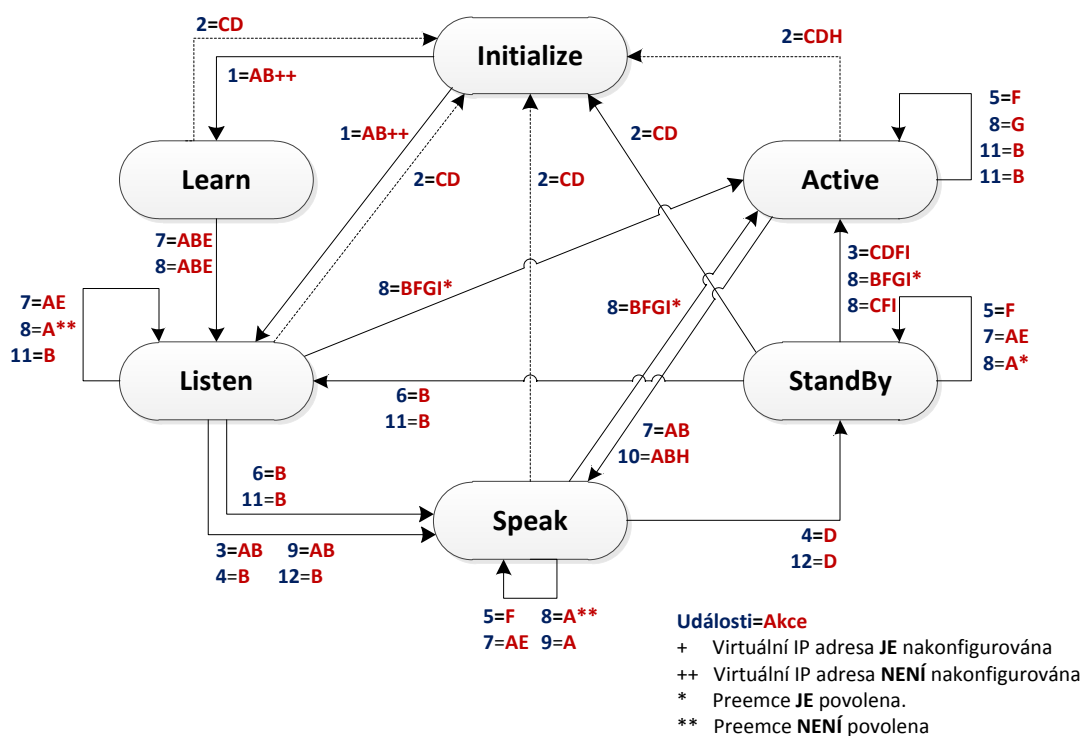 2=CD
Initialize
2=CDH
1=AB++
1=AB++
2=CD
2=CD
2=CD
5=F
8=G
11=B
11=B
Learn
Active
7=ABE
8=ABE
3=CDFI
8=BFGI*
8=CFI
8=BFGI*
8=BFGI*
7=AE
8=A**
11=B
5=F
7=AE
8=A*
Listen
StandBy
6=B
11=B
7=AB
10=ABH
6=B
11=B
Speak
3=AB 9=AB
4=B 12=B
4=D
12=D
5=F 8=A**
7=AE 9=A
Události=Akce
+ Virtuální IP adresa JE nakonfigurována
++ Virtuální IP adresa NENÍ nakonfigurována
* Preemce JE povolena.
** Preemce NENÍ povolena